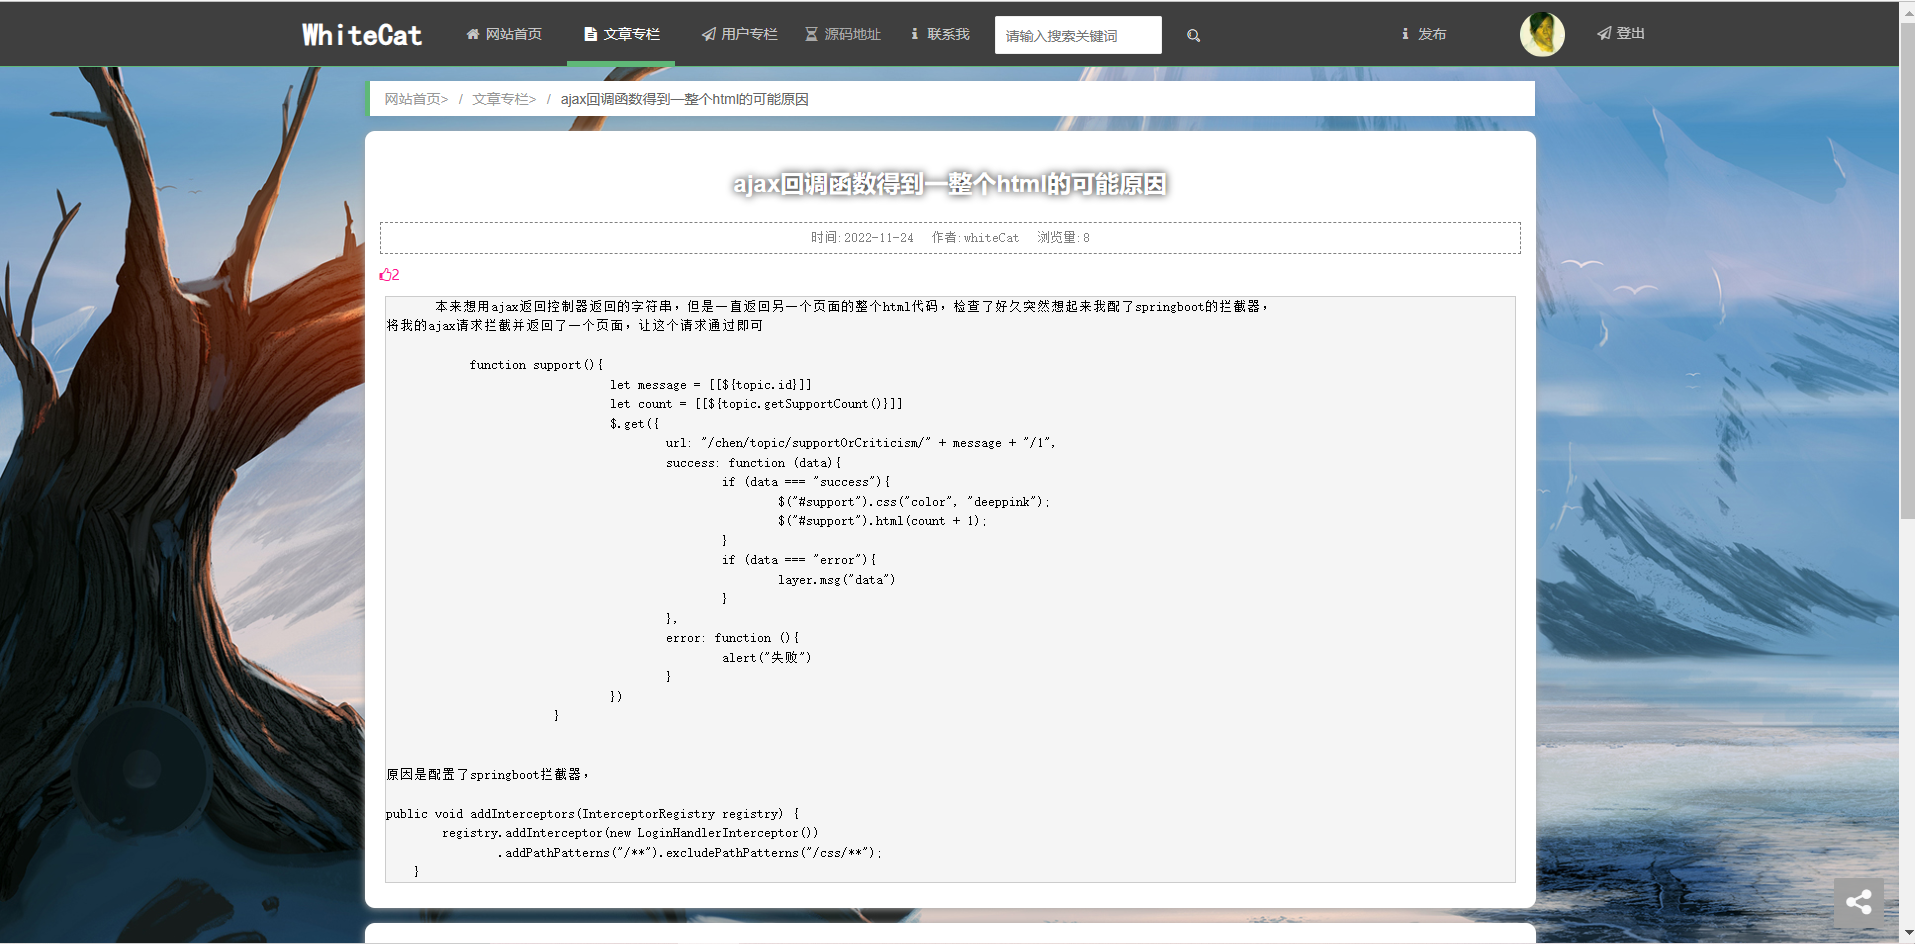 WhiteCat 网站首页 文章专栏 用户专栏 源码地址 联系我 请输入搜索关键词 发布 登出
网站首页> / 文章专栏> / ajax回调函数得到一整个html的可能原因
ajax回调函数得到一整个html的可能原因
时间:2022-11-24 作者:whiteCat 浏览量:8
2
本来想用ajax返回控制器返回的字符串，但是一直返回另一个页面的整个html代码，检查了好久突然想起来我配了springboot的拦截器，
将我的ajax请求拦截并返回了一个页面，让这个请求通过即可
function support(){
let message = [[${topic.id}]]
let count = [[${topic.getSupportCount()}]]
$.get({
url: "/chen/topic/supportOrCriticism/" + message + "/1",
success: function (data){
if (data === "success"){
$("#support").css("color", "deeppink");
$("#support").html(count + 1);
}
if (data === "error"){
layer.msg("data")
}
},
error: function (){
alert("失败")
}
})
}
原因是配置了springboot拦截器，
public void addInterceptors(InterceptorRegistry registry) {
registry.addInterceptor(new LoginHandlerInterceptor())
.addPathPatterns("/**").excludePathPatterns("/css/**");
}